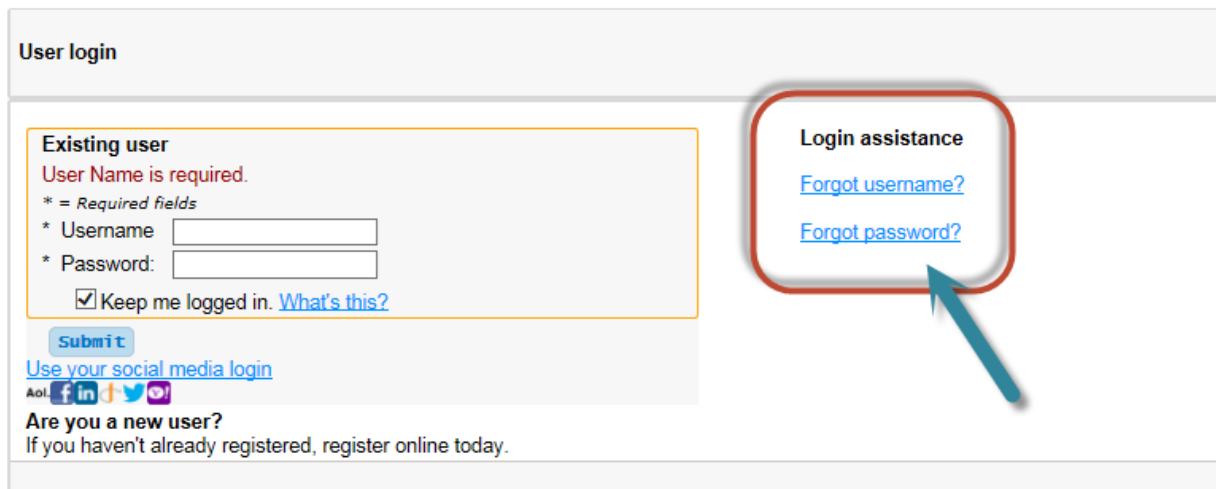 User login
Existing user
User Name is required.
* = Required fields
* Username
* Password:
Keep me logged in. What's this?
Submit
Use your social media login
Aol. f in Y!
Are you a new user?
If you haven't already registered, register online today.
Login assistance
Forgot username?
Forgot password?